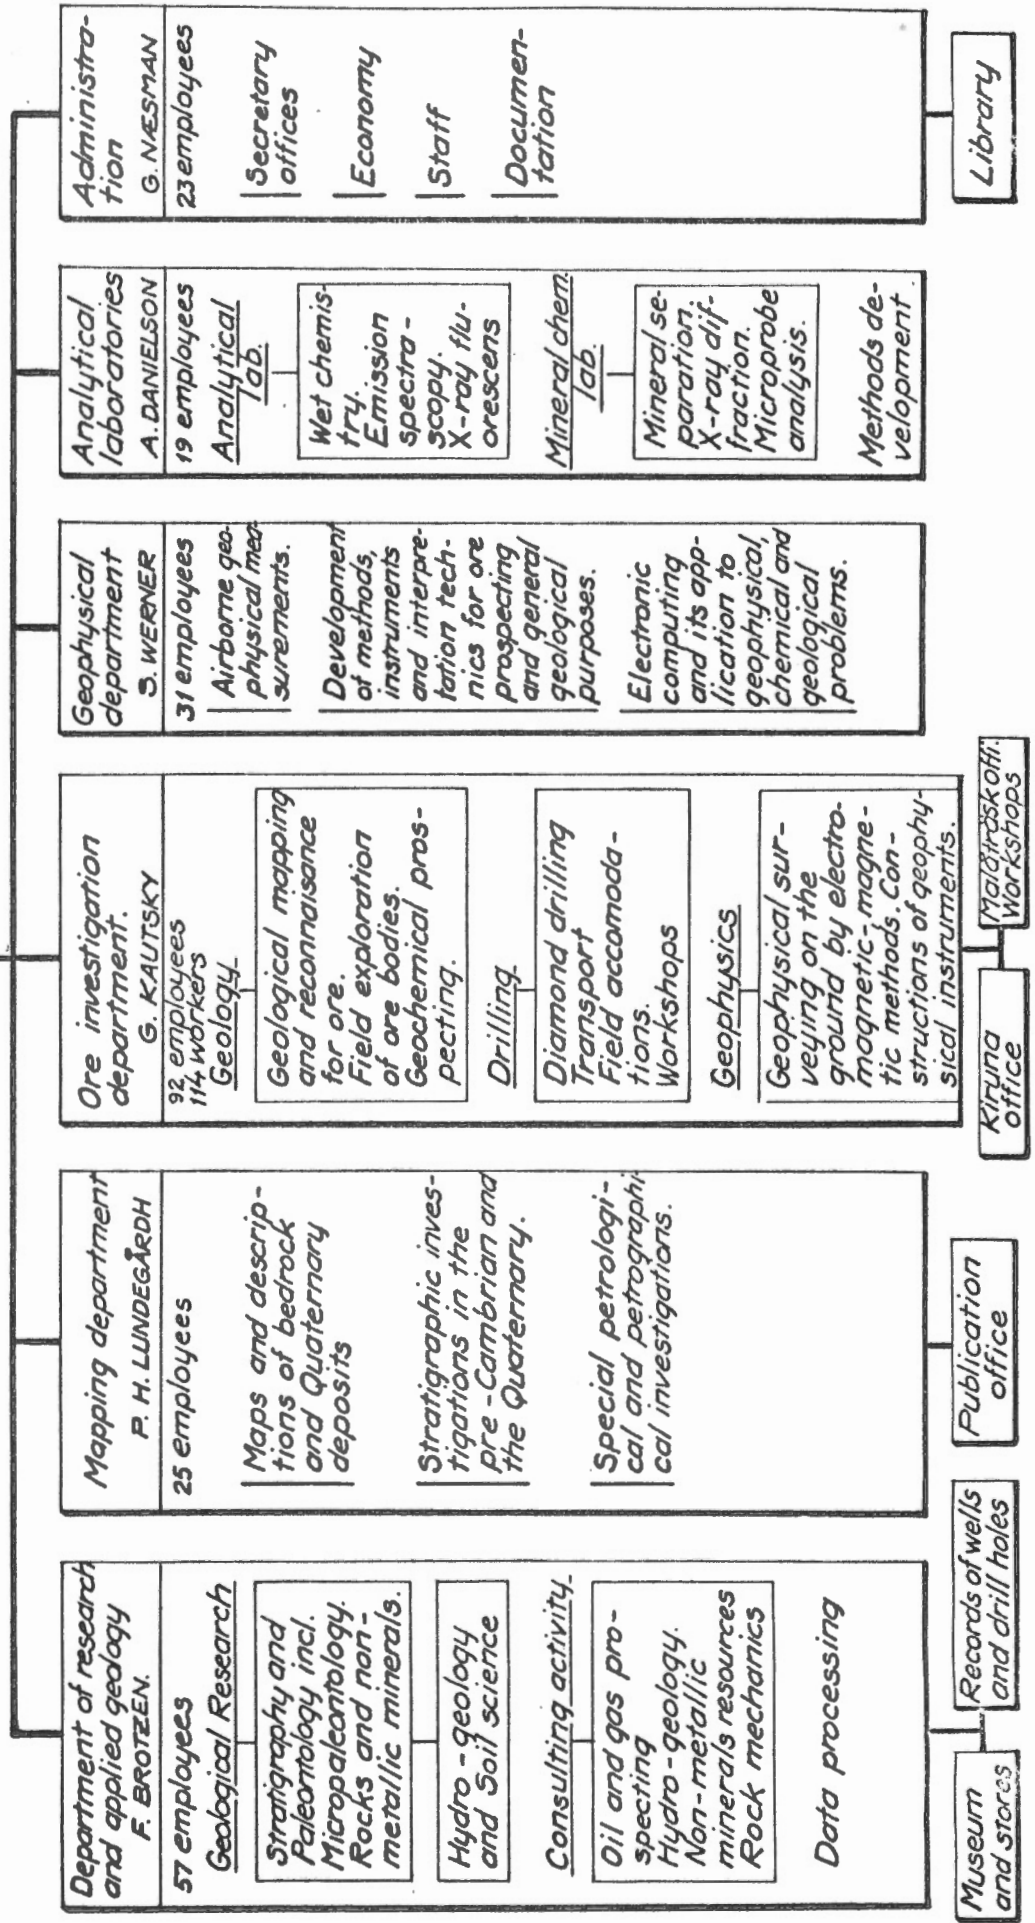 Department of research
and applied geology
F. BROTZEN.
57 employees
Geological Research
Stratigraphy and
Paleontology incl.
Micropaleontology.
Rocks and non-
metallic minerals.
Hydro-geology
and Soil science
Consulting activity
Oil and gas pro-
specting
Hydro-geology.
Non-metallic
minerals resources
Rock mechanics
Data processing
Museum
and stores
Records of wells
and drill holes
Mapping department
P. H. LUNDEGÅRDH
25 employees
Maps and descrip-
tions of bedrock
and Quaternary
deposits
Stratigraphic inves-
tigations in the
pre-Cambrian and
the Quaternary.
Special petrologi-
cal and petrographi-
cal investigations.
Publication
office
Ore investigation
department.
G. KAUTSKY
92 employees
114 workers
Geology
Geological mapping
and reconnaisance
for ore.
Field exploration
of ore bodies.
Geochemical pros-
pecting.
Drilling
Diamond drilling
Transport
Field accomoda-
tions.
Workshops
Geophysics
Geophysical sur-
veying on the
ground by electro-
magnetic-magne-
tic methods. Con-
structions of geophy-
sical instruments.
Kiruna
office
Malåträsk offi.
Workshops
Geophysical
department
S. WERNER
31 employees
Airborne geo-
physical mea-
surements.
Development
of methods,
instruments
and interpre-
tation tech-
nics for ore
prospecting
and general
geological
purposes.
Electronic
computing
and its app-
lication to
geophysical,
chemical and
geological
problems.
Analytical
laboratories
A. DANIELSON
19 employees
Analytical
lab.
Wet chemis-
try.
Emission
spectra-
scopy.
X-ray flu-
orescens
Mineral chem.
lab.
Mineral se-
paration.
X-ray dif-
fraction.
Microprobe
analysis.
Methods de-
velopment.
Administra-
tion
G. NÆSMAN
23 employees
Secretary
offices
Economy
Staff
Documen-
tation
Library